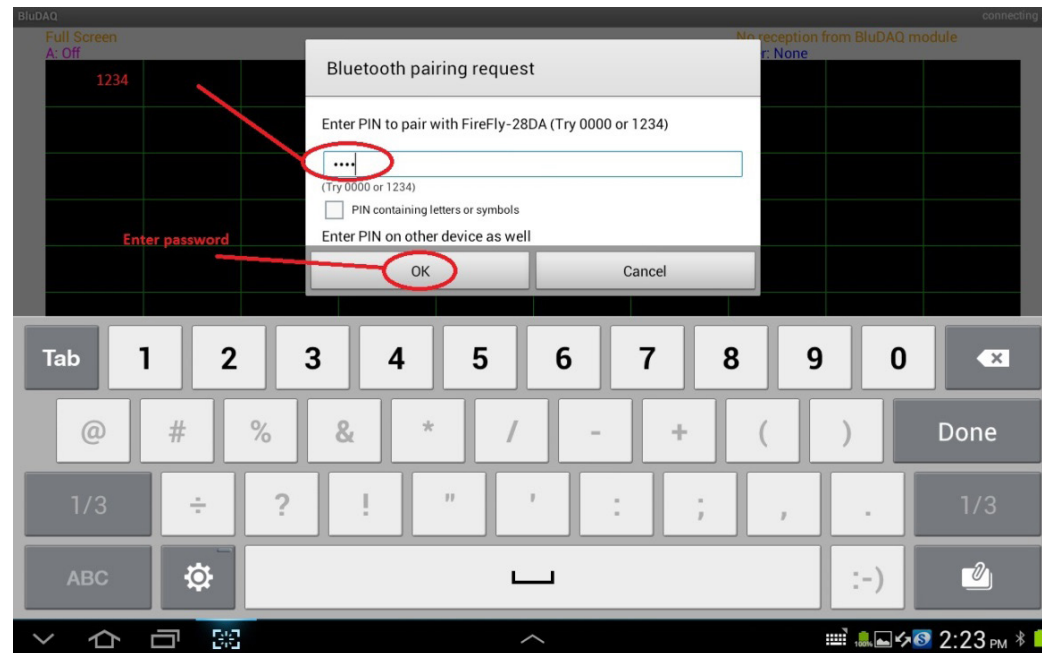 BluDAQ connecting
Full Screen No reception from BluDAQ module
A: Off r: None
1234
Bluetooth pairing request
Enter PIN to pair with FireFly-28DA (Try 0000 or 1234)
••••
(Try 0000 or 1234)
PIN containing letters or symbols
Enter PIN on other device as well
Enter password
OK Cancel
Tab 1 2 3 4 5 6 7 8 9 0
@ # % & * / - + ( ) Done
1/3 ÷ ? ! " ' : ; , . 1/3
ABC :-)
100% S 2:23 PM